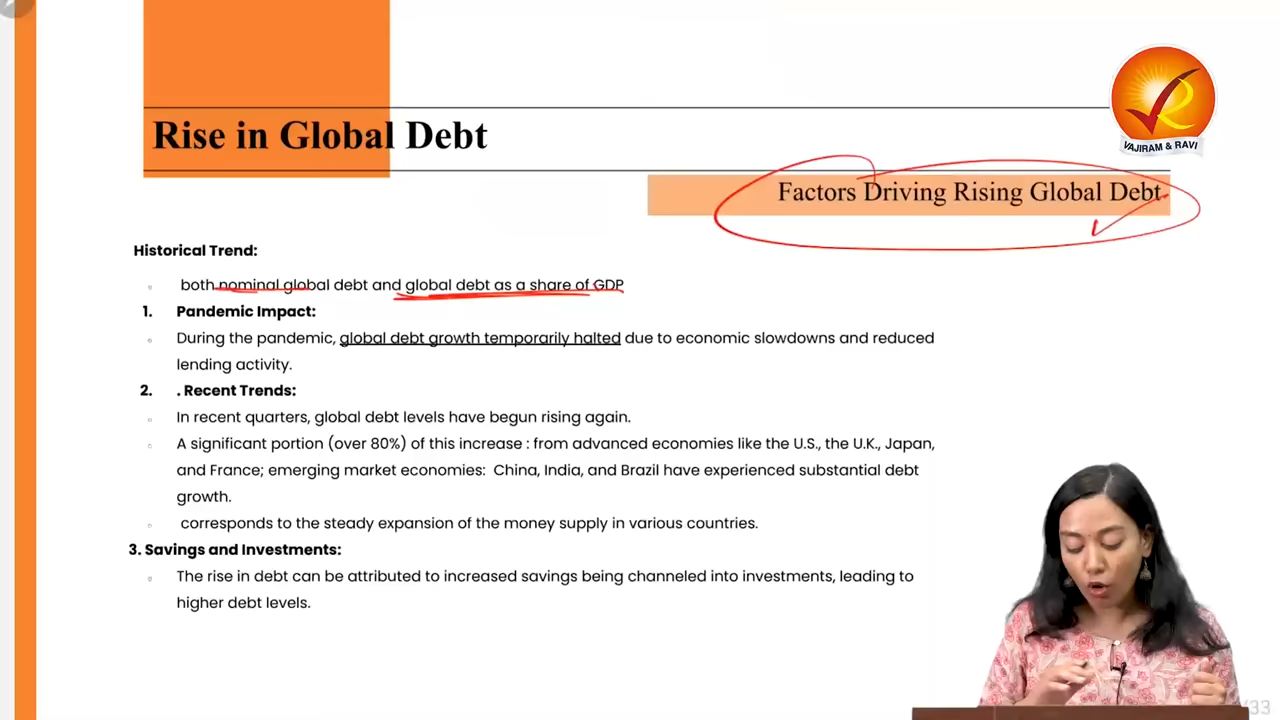 VAJIRAM & RAVI
Rise in Global Debt
Factors Driving Rising Global Debt
Historical Trend:
both nominal global debt and global debt as a share of GDP
1. Pandemic Impact:
During the pandemic, global debt growth temporarily halted due to economic slowdowns and reduced
lending activity.
2. . Recent Trends:
In recent quarters, global debt levels have begun rising again.
A significant portion (over 80%) of this increase : from advanced economies like the U.S., the U.K., Japan,
and France; emerging market economies: China, India, and Brazil have experienced substantial debt
growth.
corresponds to the steady expansion of the money supply in various countries.
3. Savings and Investments:
The rise in debt can be attributed to increased savings being channeled into investments, leading to
higher debt levels.